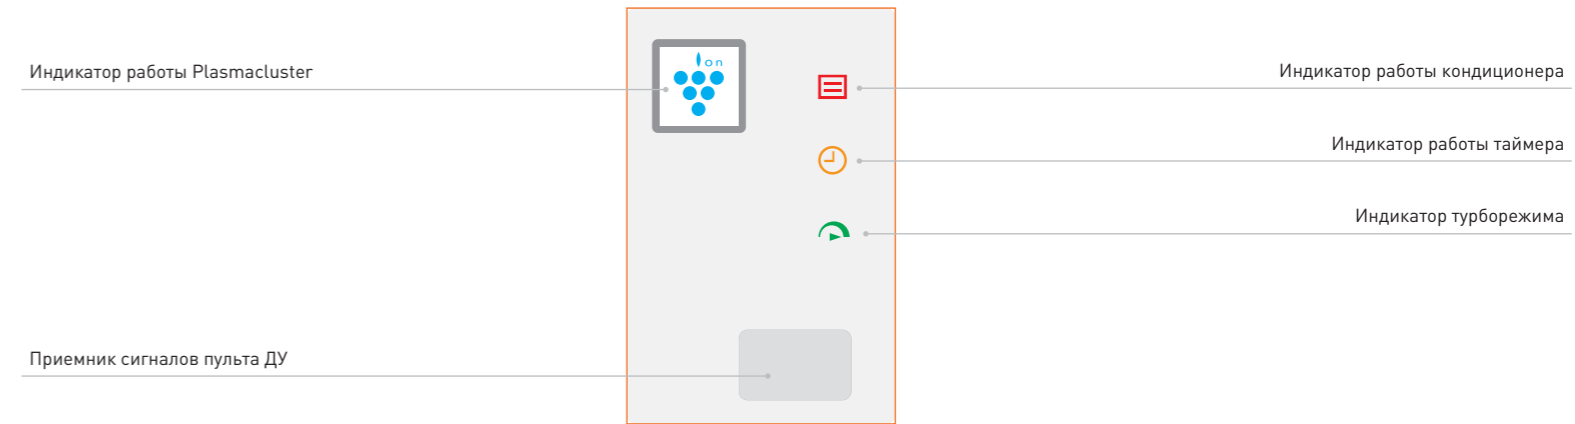 Индикатор работы Plasmacluster
Ion
Индикатор работы кондиционера
Индикатор работы таймера
Индикатор турборежима
Приемник сигналов пульта ДУ